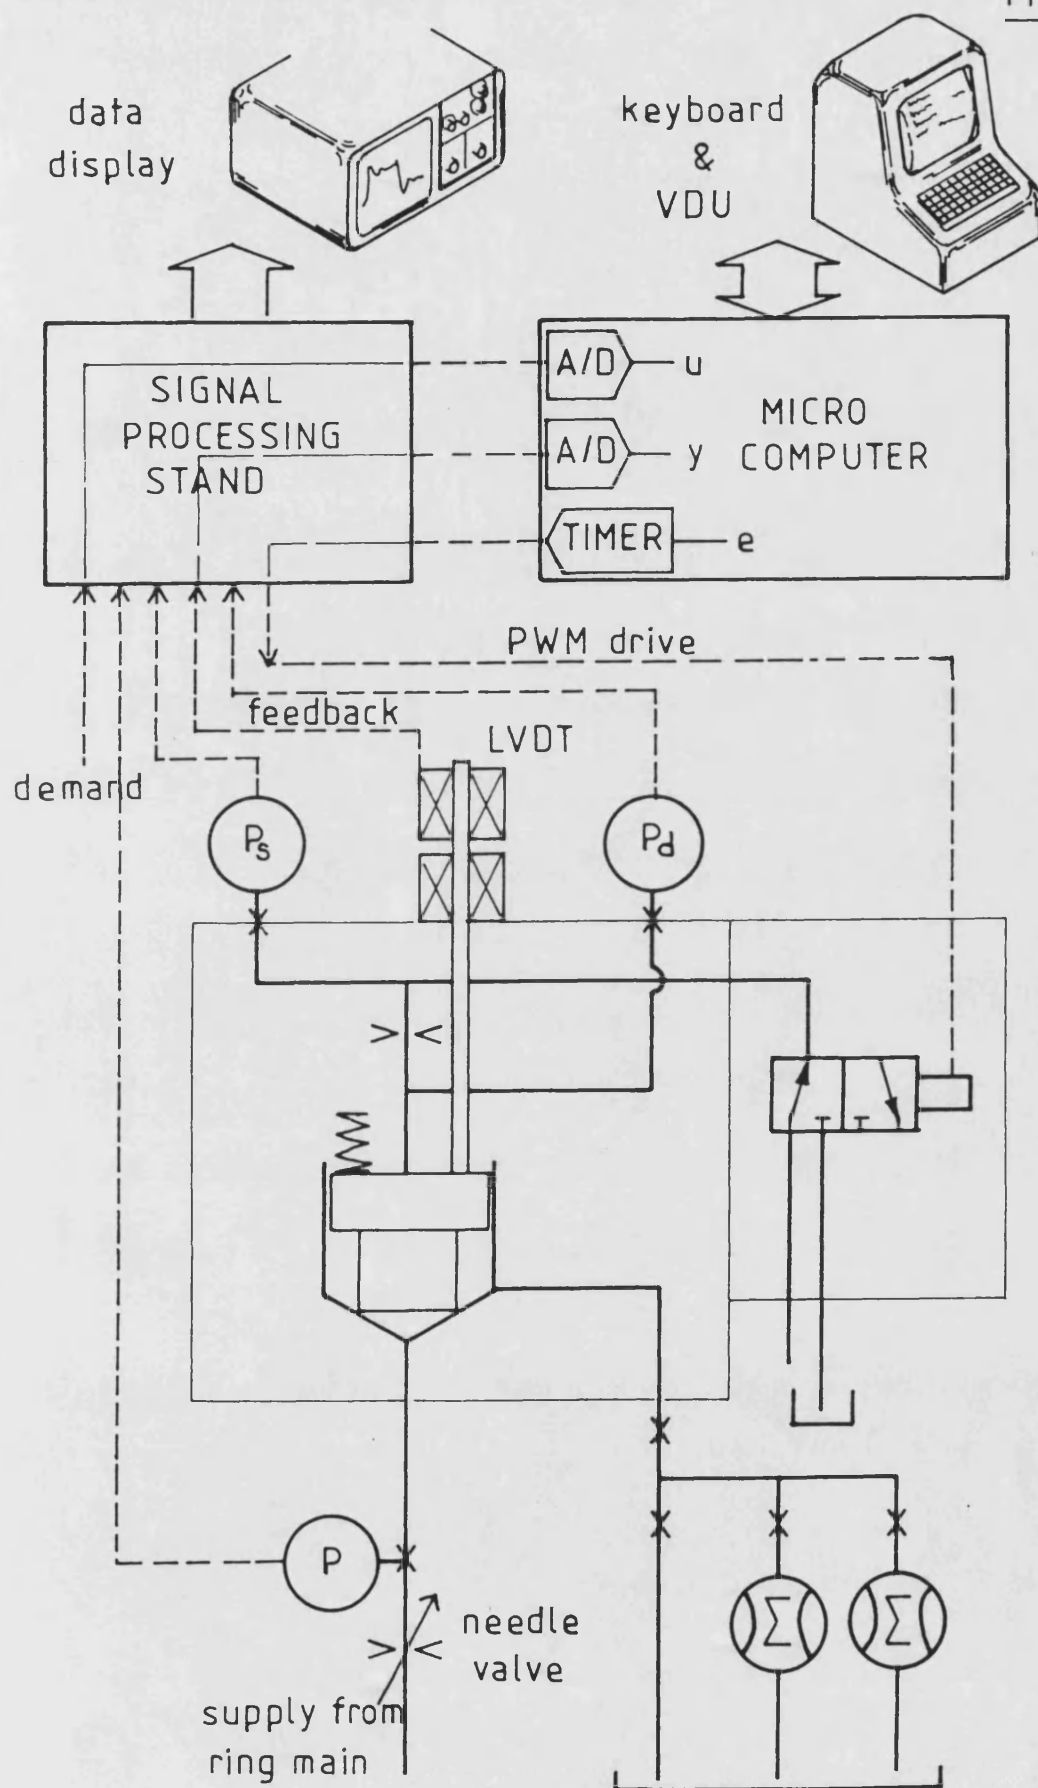 data
display
keyboard
&
VDU
A/D
u
SIGNAL
PROCESSING
STAND
MICRO
COMPUTER
A/D
y
TIMER
e
PWM drive
feedback
LVDT
demand
Ps
Pd
P
needle
valve
supply from
ring main
Σ
Σ